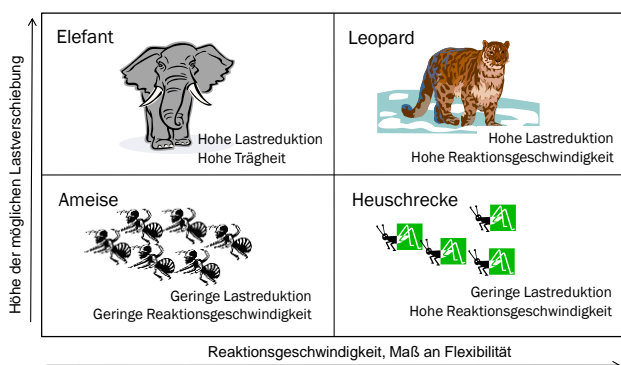 Höhe der möglichen Lastverschiebung
Elefant
Hohe Lastreduktion
Hohe Trägheit
Leopard
Hohe Lastreduktion
Hohe Reaktionsgeschwindigkeit
Ameise
Geringe Lastreduktion
Geringe Reaktionsgeschwindigkeit
Heuschrecke
Geringe Lastreduktion
Hohe Reaktionsgeschwindigkeit
Reaktionsgeschwindigkeit, Maß an Flexibilität